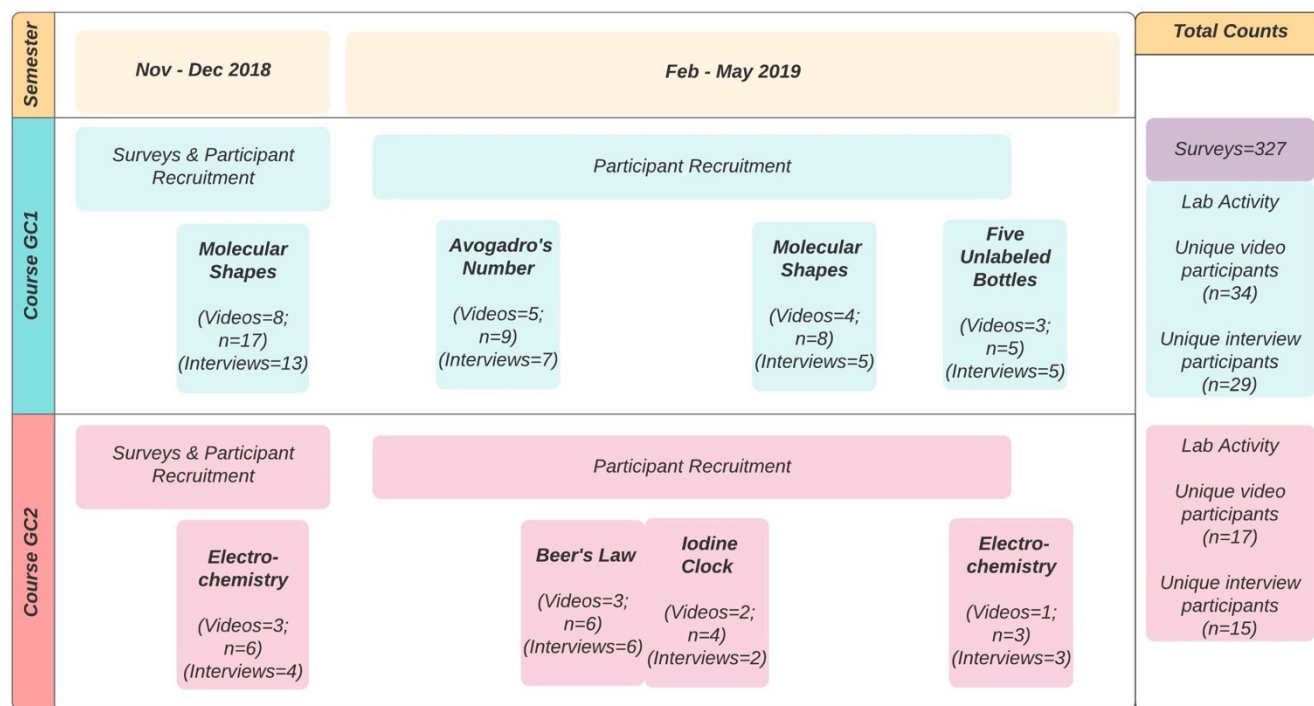 Semester
Nov - Dec 2018
Feb - May 2019
Total Counts
Course GC1
Surveys & Participant
Recruitment
Participant Recruitment
Surveys=327
Molecular
Shapes
(Videos=8;
n=17)
(Interviews=13)
Avogadro's
Number
(Videos=5;
n=9)
(Interviews=7)
Molecular
Shapes
(Videos=4;
n=8)
(Interviews=5)
Five
Unlabeled
Bottles
(Videos=3;
n=5)
(Interviews=5)
Lab Activity
Unique video
participants
(n=34)
Unique interview
participants
(n=29)
Course GC2
Surveys & Participant
Recruitment
Participant Recruitment
Electro-
chemistry
(Videos=3;
n=6)
(Interviews=4)
Beer's Law
(Videos=3;
n=6)
(Interviews=6)
Iodine
Clock
(Videos=2;
n=4)
(Interviews=2)
Electro-
chemistry
(Videos=1;
n=3)
(Interviews=3)
Lab Activity
Unique video
participants
(n=17)
Unique interview
participants
(n=15)